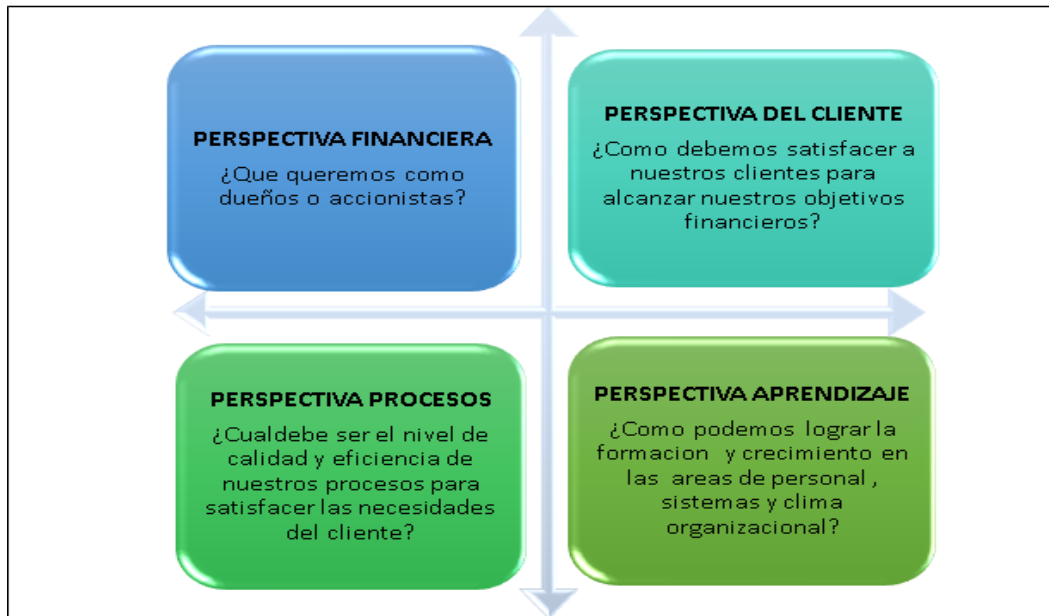 PERSPECTIVA FINANCIERA
¿Que queremos como
dueños o accionistas?
PERSPECTIVA DEL CLIENTE
¿Como debemos satisfacer a
nuestros clientes para
alcanzar nuestros objetivos
financieros?
PERSPECTIVA PROCESOS
¿Cualdebe ser el nivel de
calidad y eficiencia de
nuestros procesos para
satisfacer las necesidades
del cliente?
PERSPECTIVA APRENDIZAJE
¿Como podemos lograr la
formacion y crecimiento en
las areas de personal ,
sistemas y clima
organizacional?